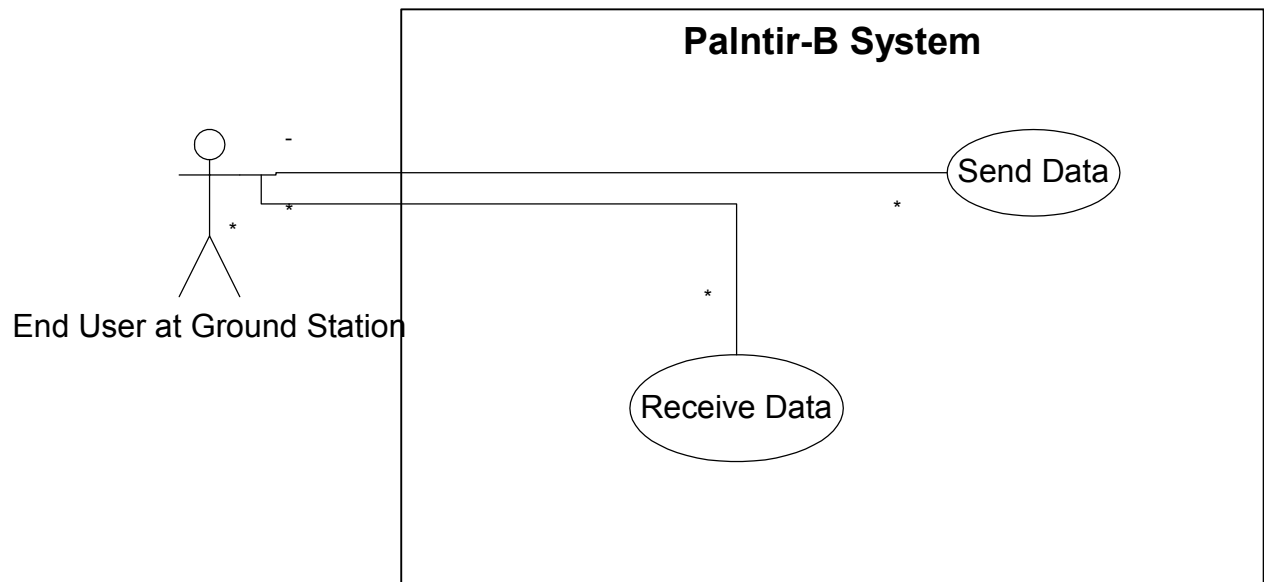 Palntir-B System
-
Send Data
*
*
*
*
End User at Ground Station
Receive Data